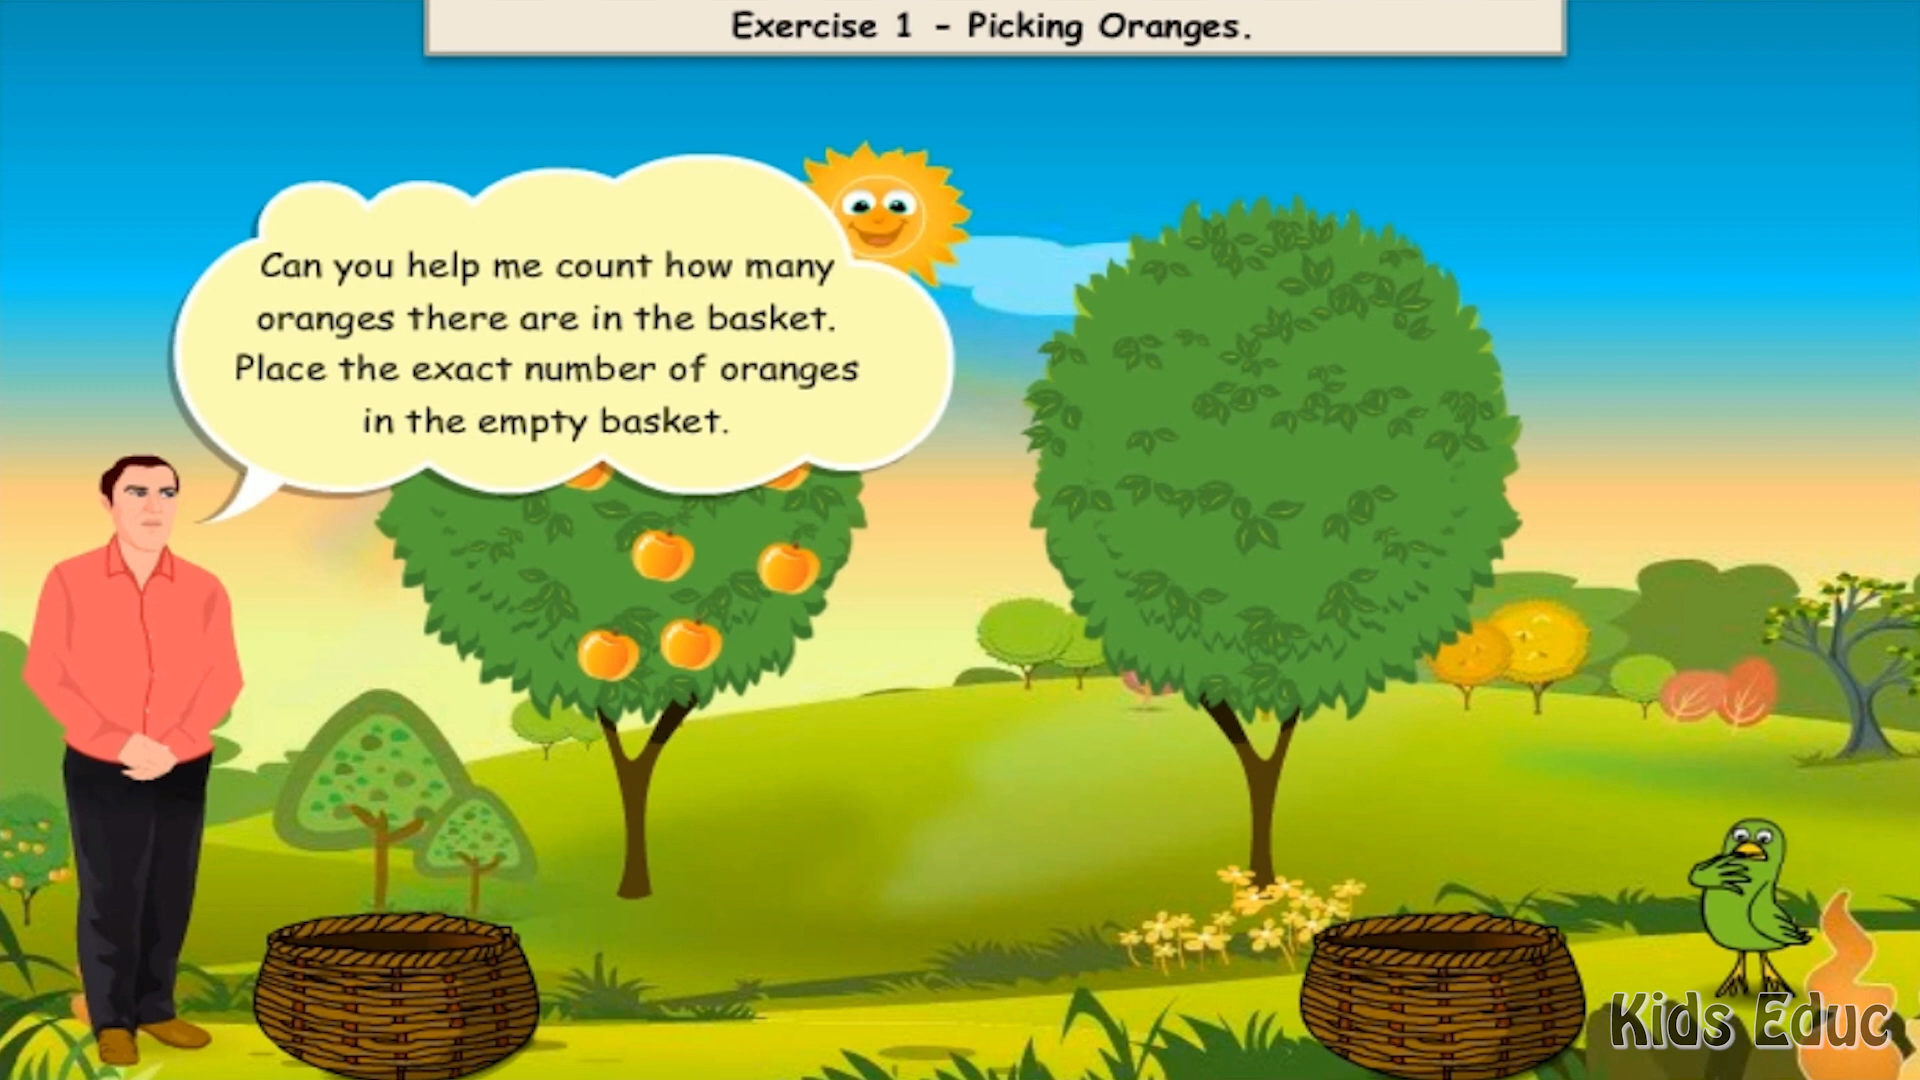 Exercise 1 - Picking Oranges.
Can you help me count how many
oranges there are in the basket.
Place the exact number of oranges
in the empty basket.
Kids Educ